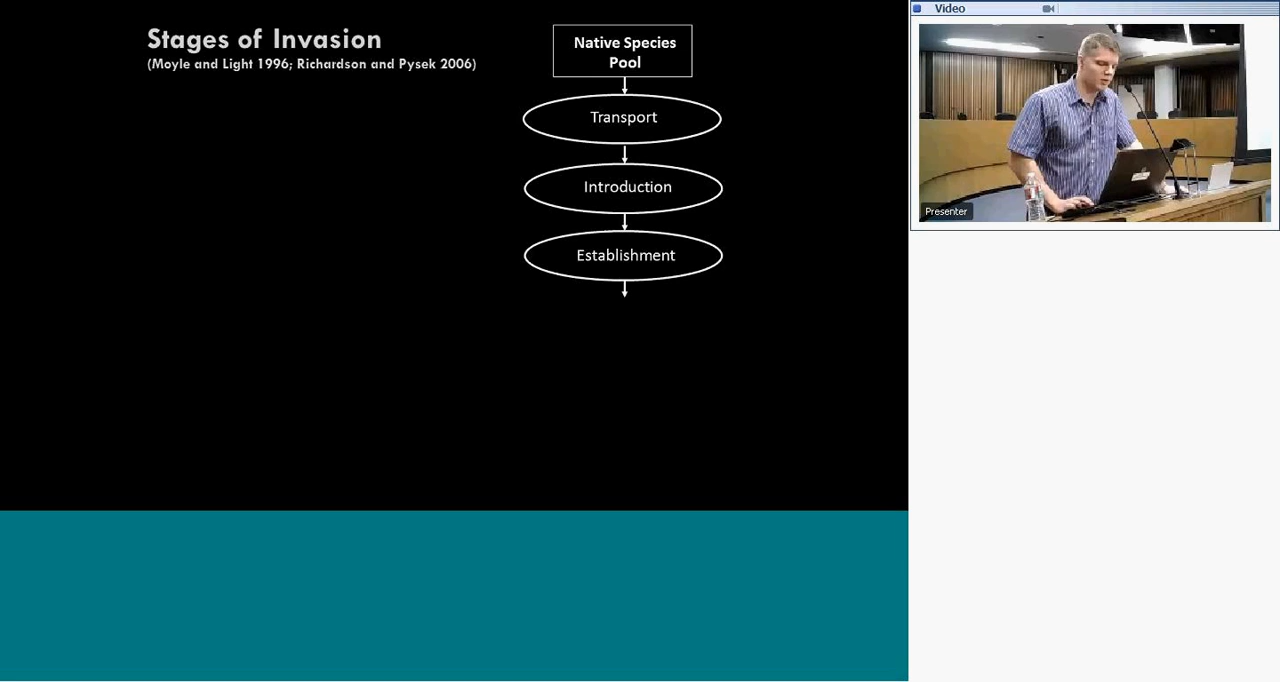 Stages of Invasion
(Moyle and Light 1996; Richardson and Pysek 2006)
Native Species
Pool
Transport
Introduction
Establishment
Video
Presenter